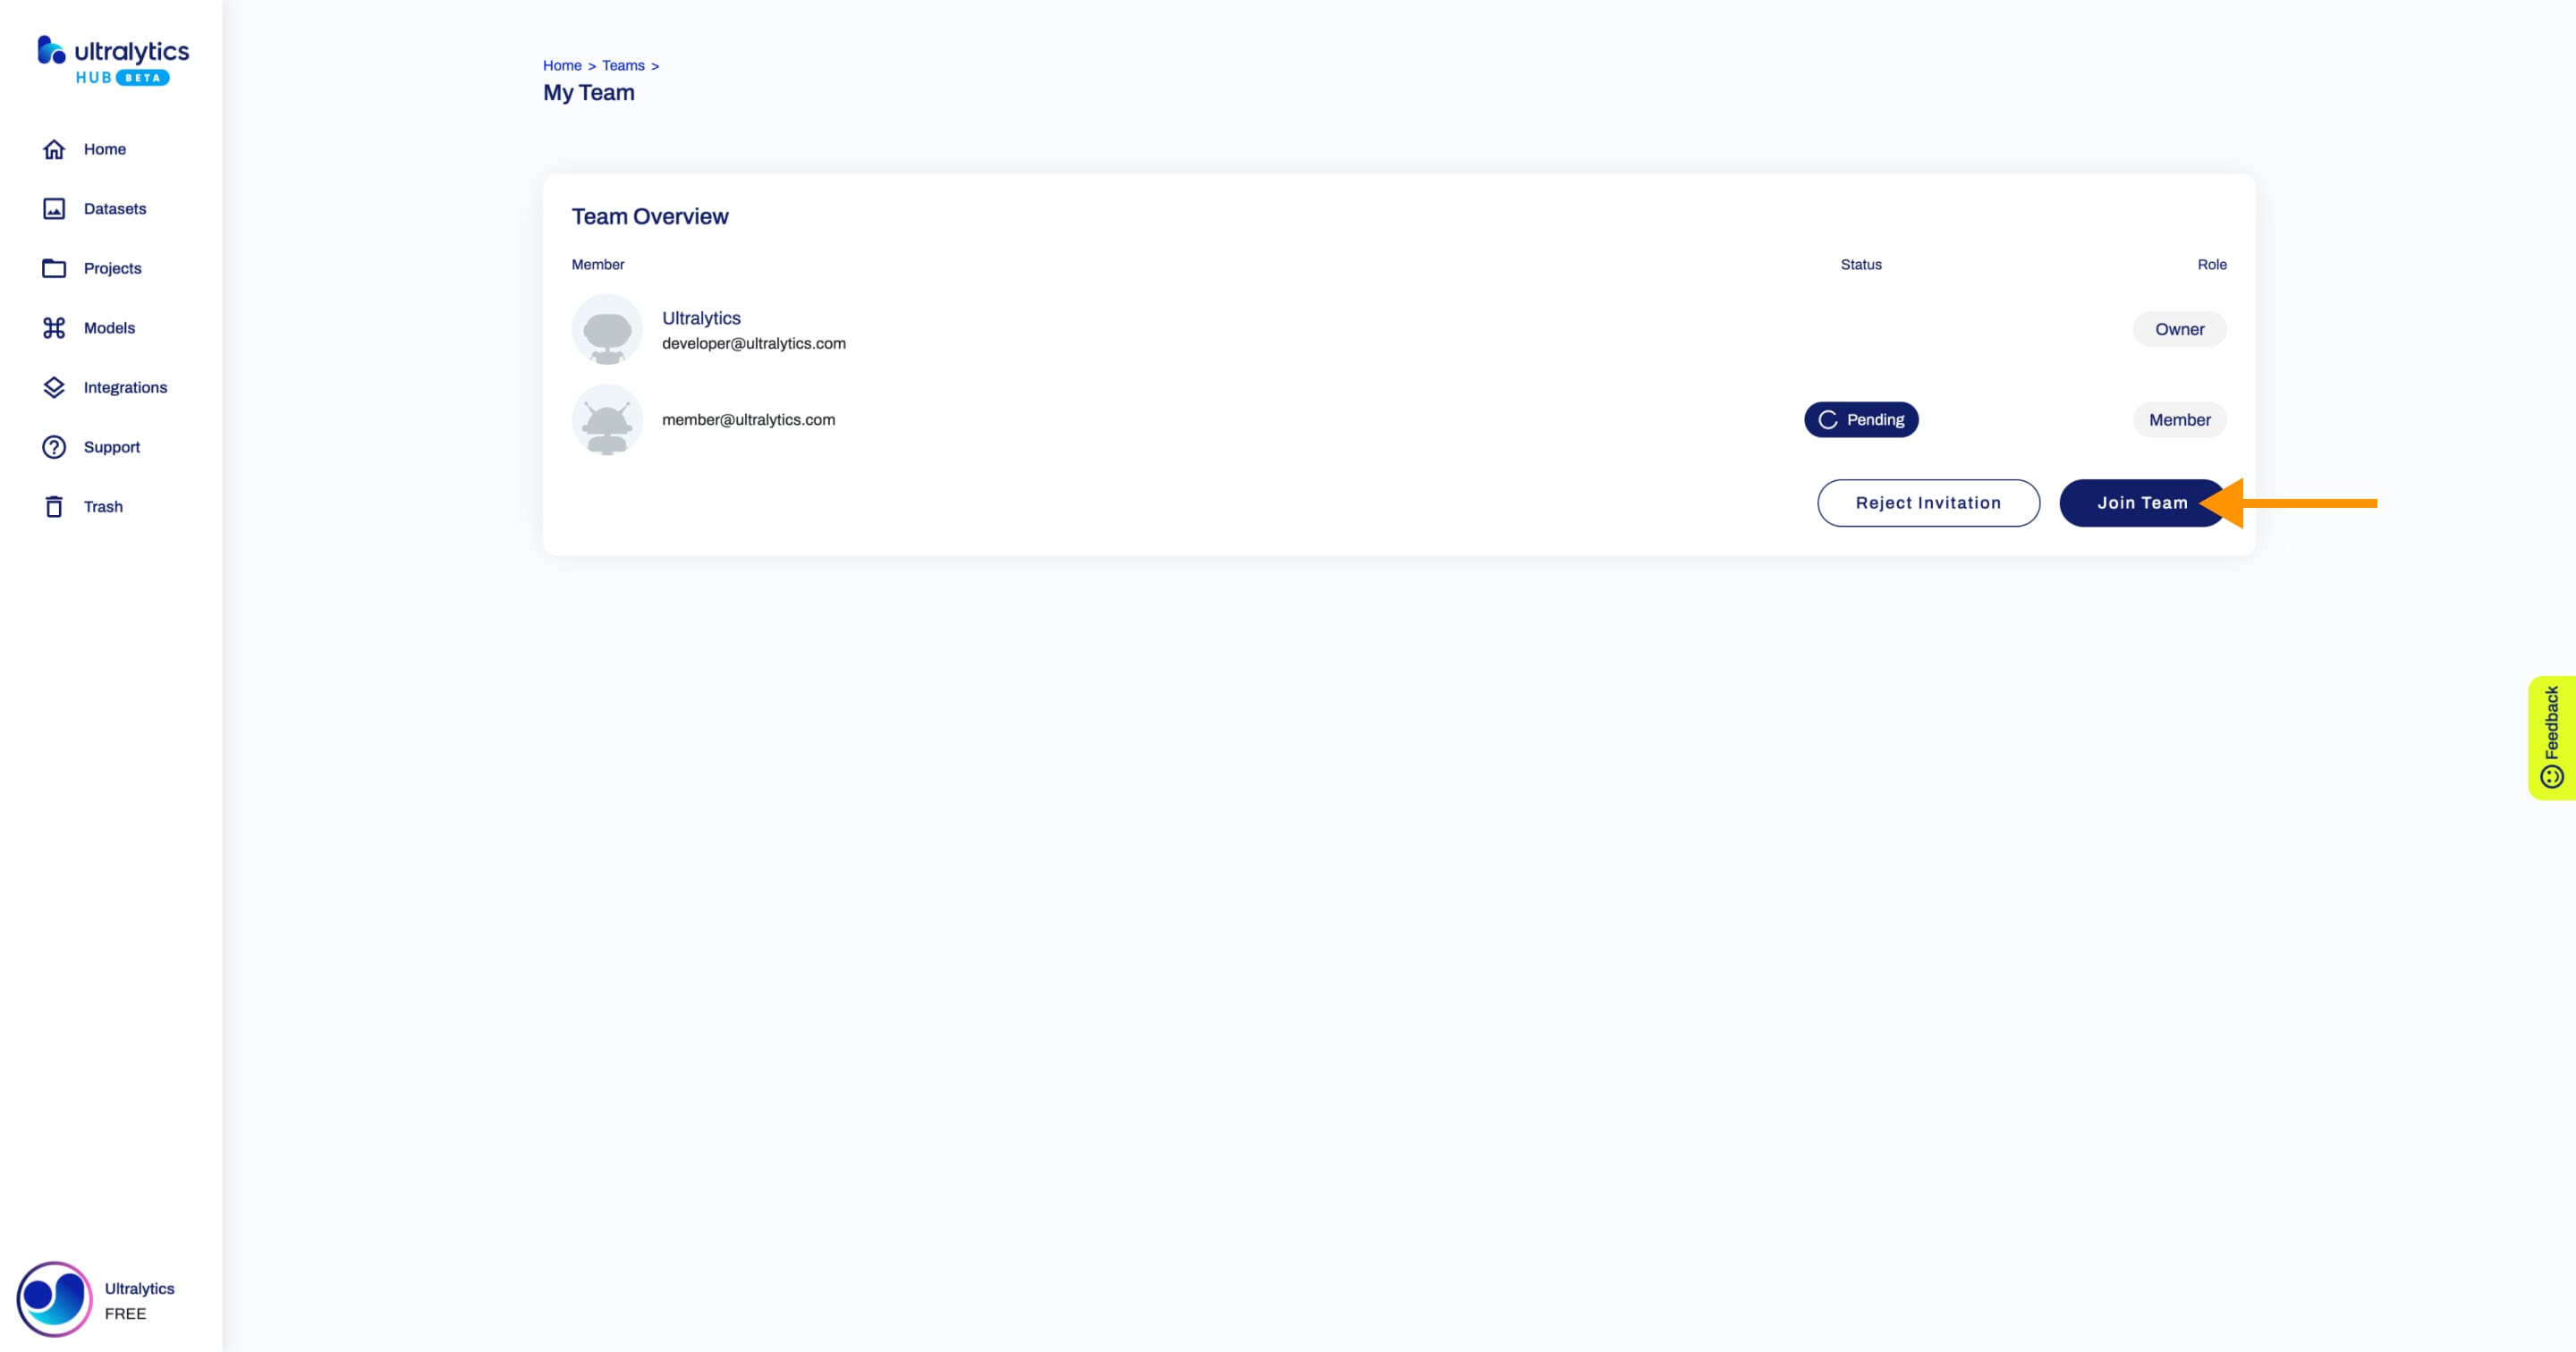 ultralytics
HUB BETA
Home
Datasets
Projects
Models
Integrations
Support
Trash
Ultralytics
FREE
Home > Teams >
My Team
Team Overview
Member Status Role
Ultralytics
developer@ultralytics.com
Owner
member@ultralytics.com
Pending
Member
Reject Invitation
Join Team
Feedback